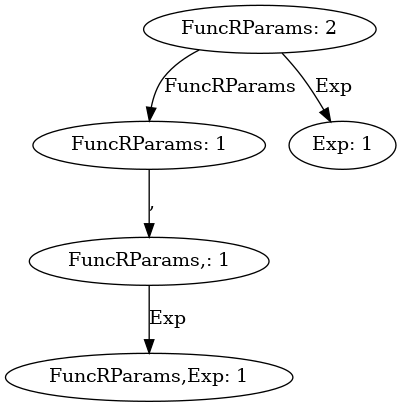 FuncRParams: 2
FuncRParams
Exp
FuncRParams: 1
Exp: 1
,
FuncRParams,: 1
Exp
FuncRParams,Exp: 1